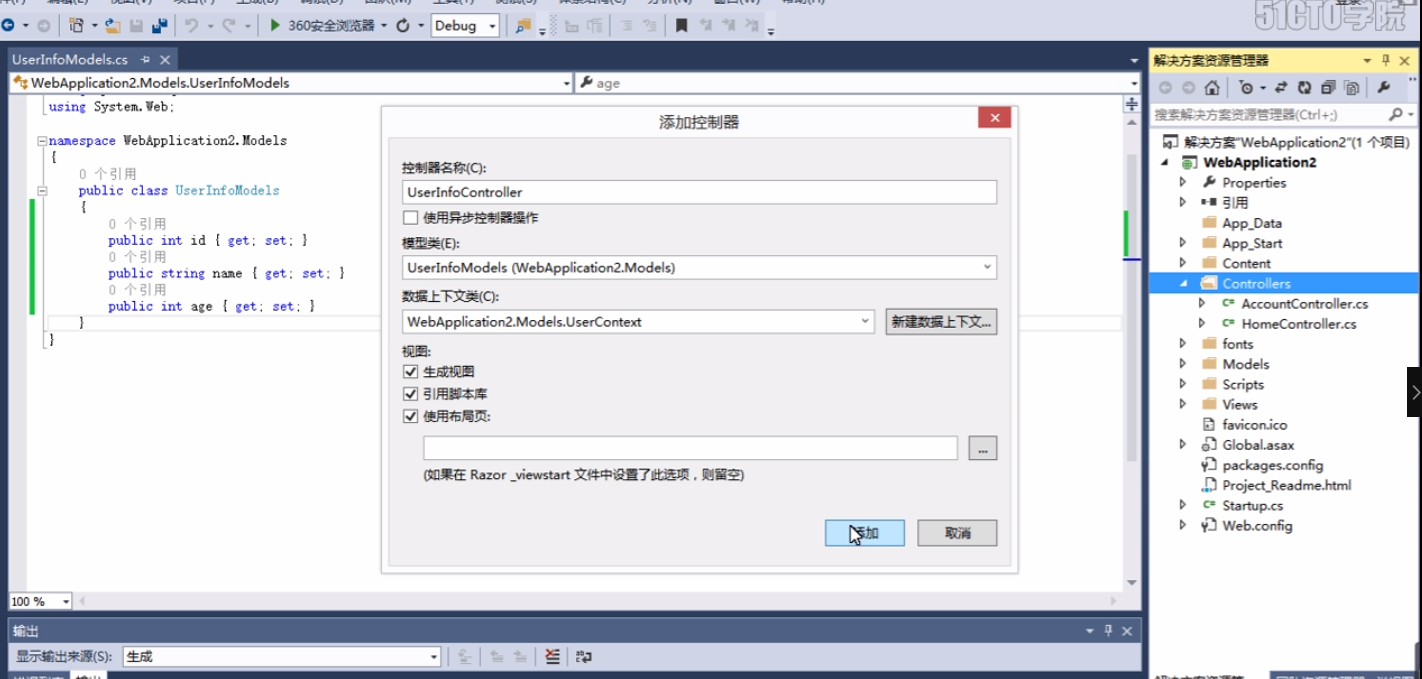 51CTO学院
360安全浏览器
Debug
UserInfoModels.cs
WebApplication2.Models.UserInfoModels
age
using System.Web;
namespace WebApplication2.Models
{
0 个引用
public class UserInfoModels
{
0 个引用
public int id { get; set; }
0 个引用
public string name { get; set; }
0 个引用
public int age { get; set; }
}
}
100 %
添加控制器
控制器名称(C):
UserInfoController
使用异步控制器操作
模型类(E):
UserInfoModels (WebApplication2.Models)
数据上下文类(C):
WebApplication2.Models.UserContext
新建数据上下文...
视图:
生成视图
引用脚本库
使用布局页:
...
(如果在 Razor _viewstart 文件中设置了此选项，则留空)
添加
取消
解决方案资源管理器
搜索解决方案资源管理器(Ctrl+;)
解决方案"WebApplication2"(1 个项目)
WebApplication2
Properties
引用
App_Data
App_Start
Content
Controllers
AccountController.cs
HomeController.cs
fonts
Models
Scripts
Views
favicon.ico
Global.asax
packages.config
Project_Readme.html
Startup.cs
Web.config
输出
显示输出来源(S):
生成